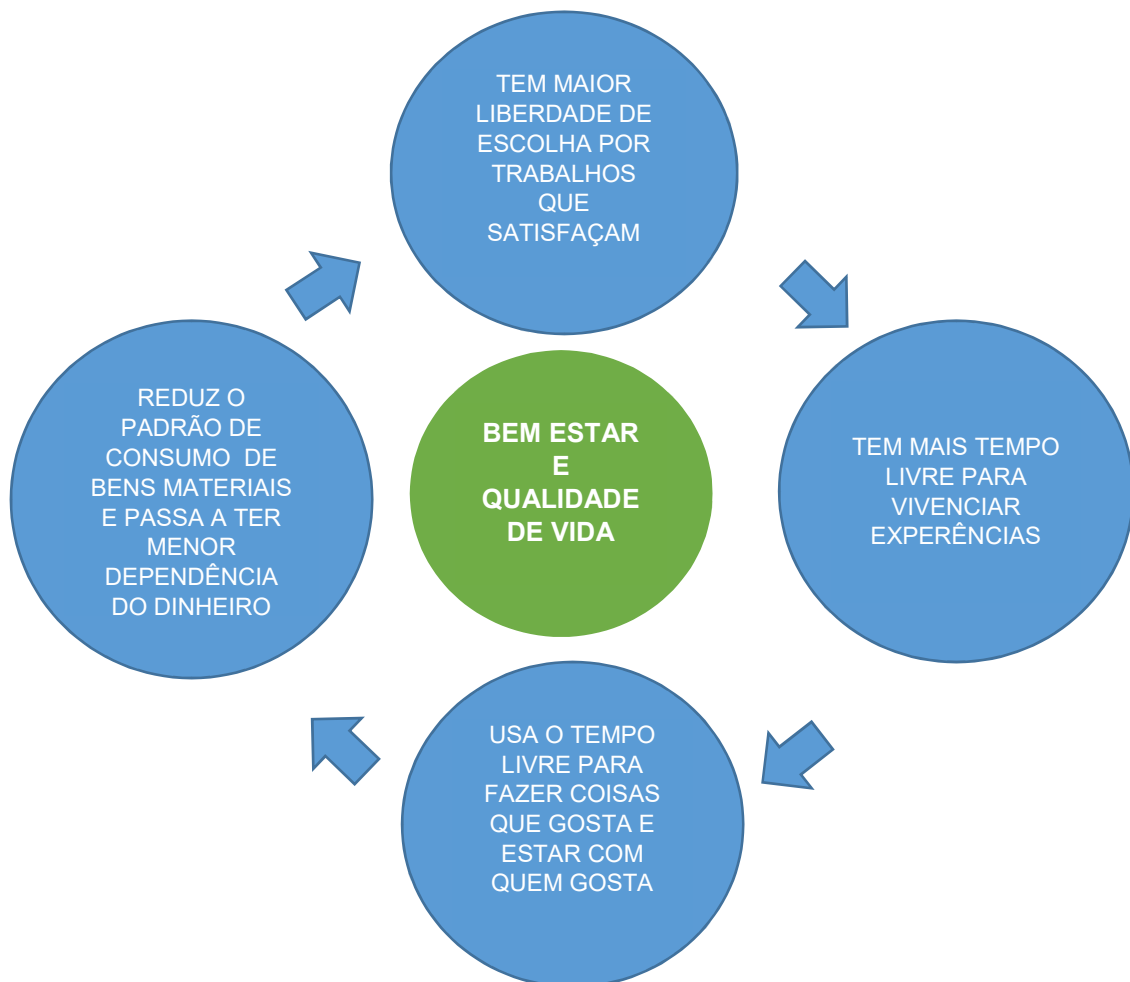 TEM MAIOR
LIBERDADE DE
ESCOLHA POR
TRABALHOS
QUE
SATISFAÇAM
REDUZ O
PADRÃO DE
CONSUMO  DE
BENS MATERIAIS
E PASSA A TER
MENOR
DEPENDÊNCIA
DO DINHEIRO
BEM ESTAR
E
QUALIDADE
DE VIDA
TEM MAIS TEMPO
LIVRE PARA
VIVENCIAR
EXPERÊNCIAS
USA O TEMPO
LIVRE PARA
FAZER COISAS
QUE GOSTA E
ESTAR COM
QUEM GOSTA